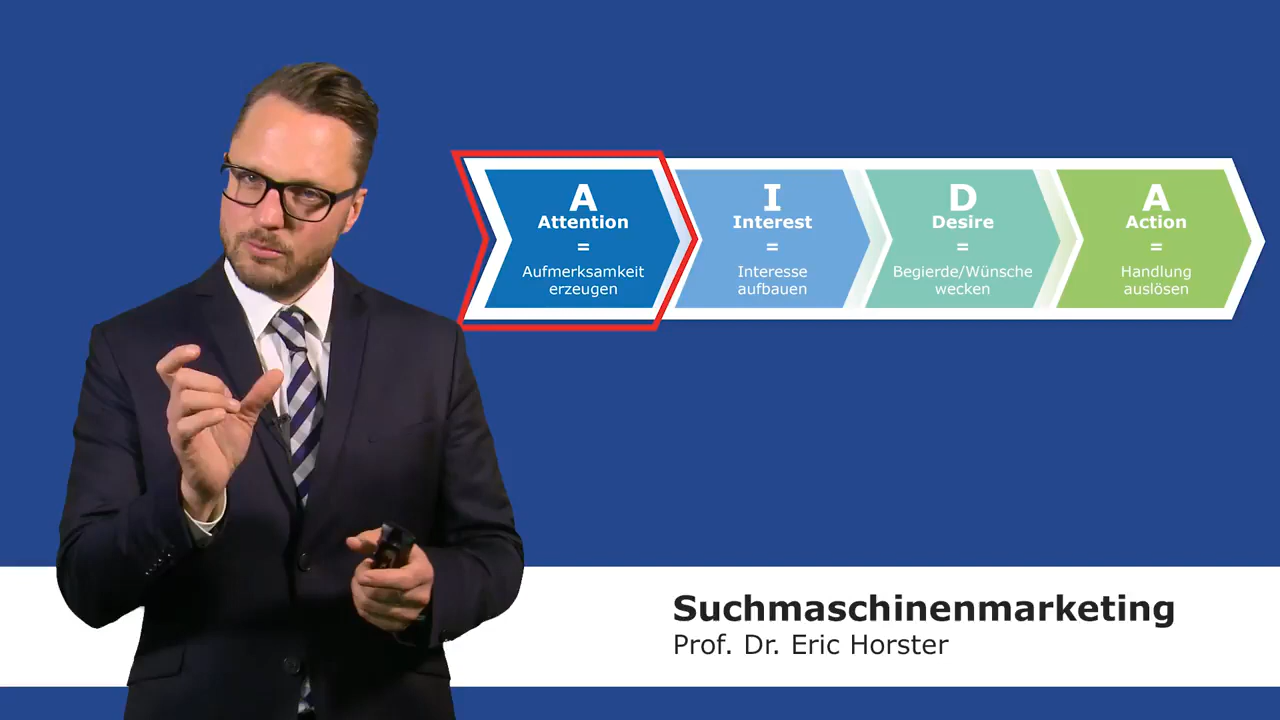 A
Attention
=
Aufmerksamkeit
erzeugen
I
Interest
=
Interesse
aufbauen
D
Desire
=
Begierde/Wünsche
wecken
A
Action
=
Handlung
auslösen
Suchmaschinenmarketing
Prof. Dr. Eric Horster